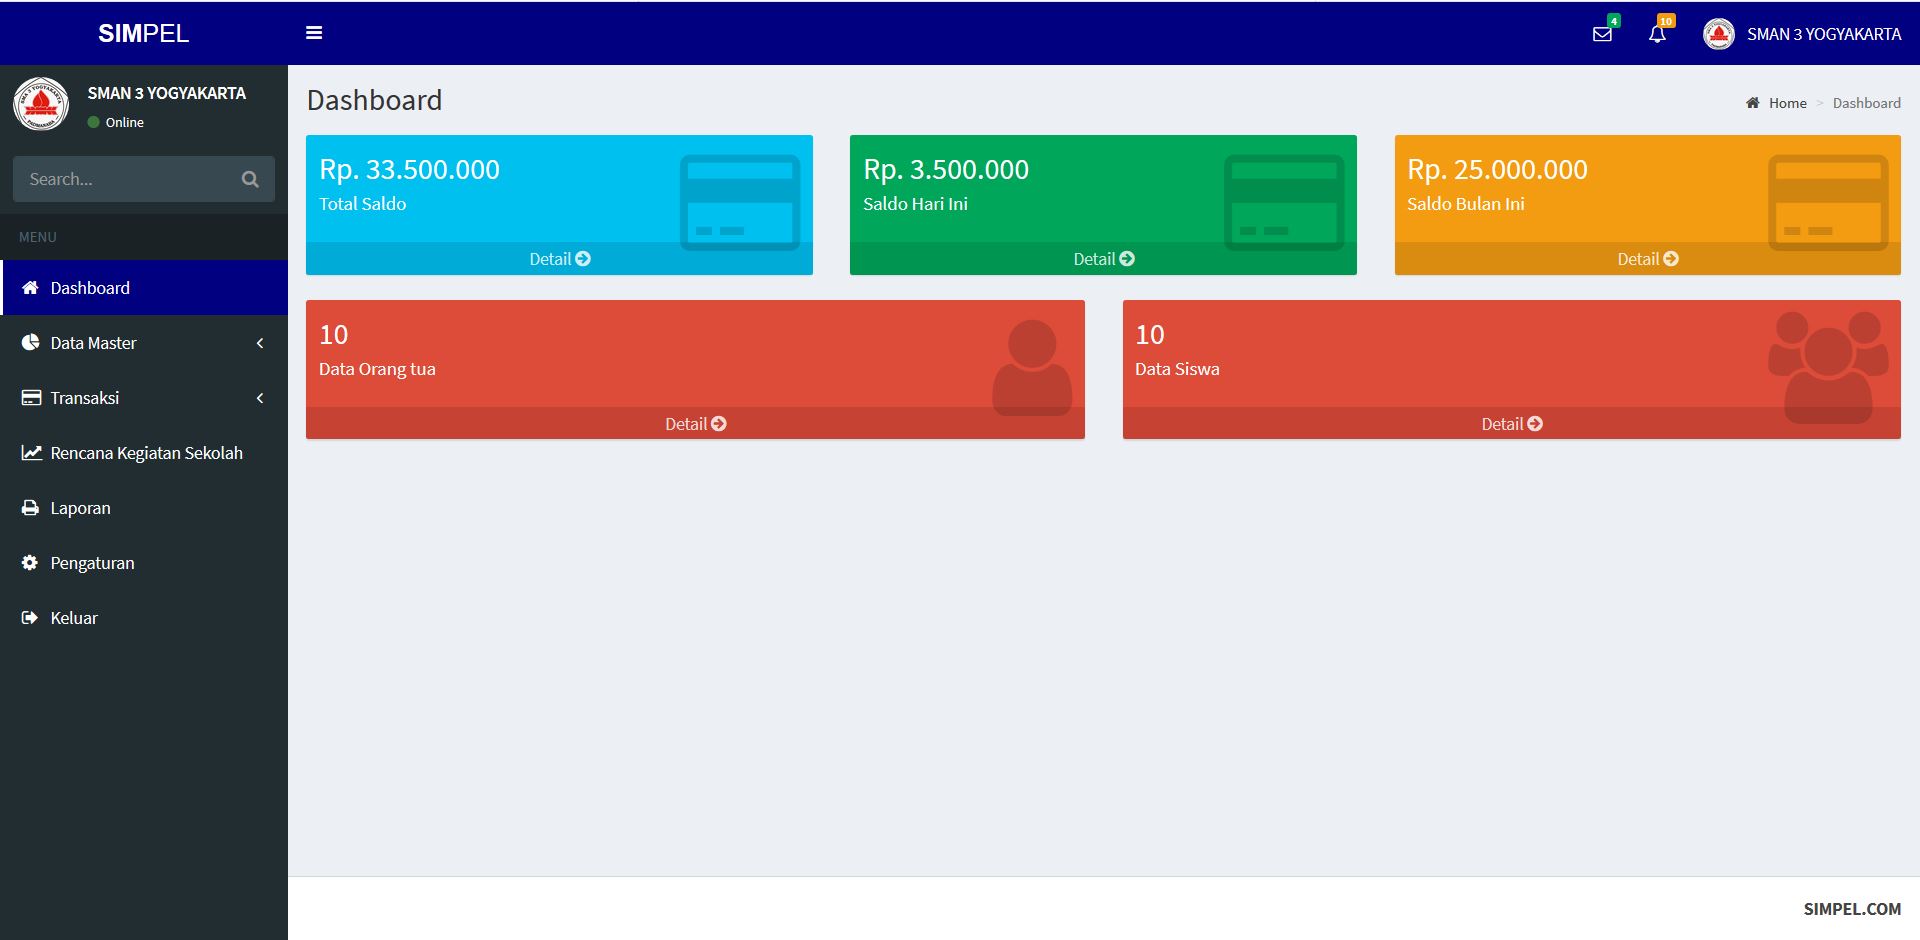 SIMPEL
4
10
SMAN 3 YOGYAKARTA
SMAN 3 YOGYAKARTA
Online
Search...
MENU
Dashboard
Data Master
Transaksi
Rencana Kegiatan Sekolah
Laporan
Pengaturan
Keluar
Dashboard
Home > Dashboard
Rp. 33.500.000
Total Saldo
Detail
Rp. 3.500.000
Saldo Hari Ini
Detail
Rp. 25.000.000
Saldo Bulan Ini
Detail
10
Data Orang tua
Detail
10
Data Siswa
Detail
SIMPEL.COM